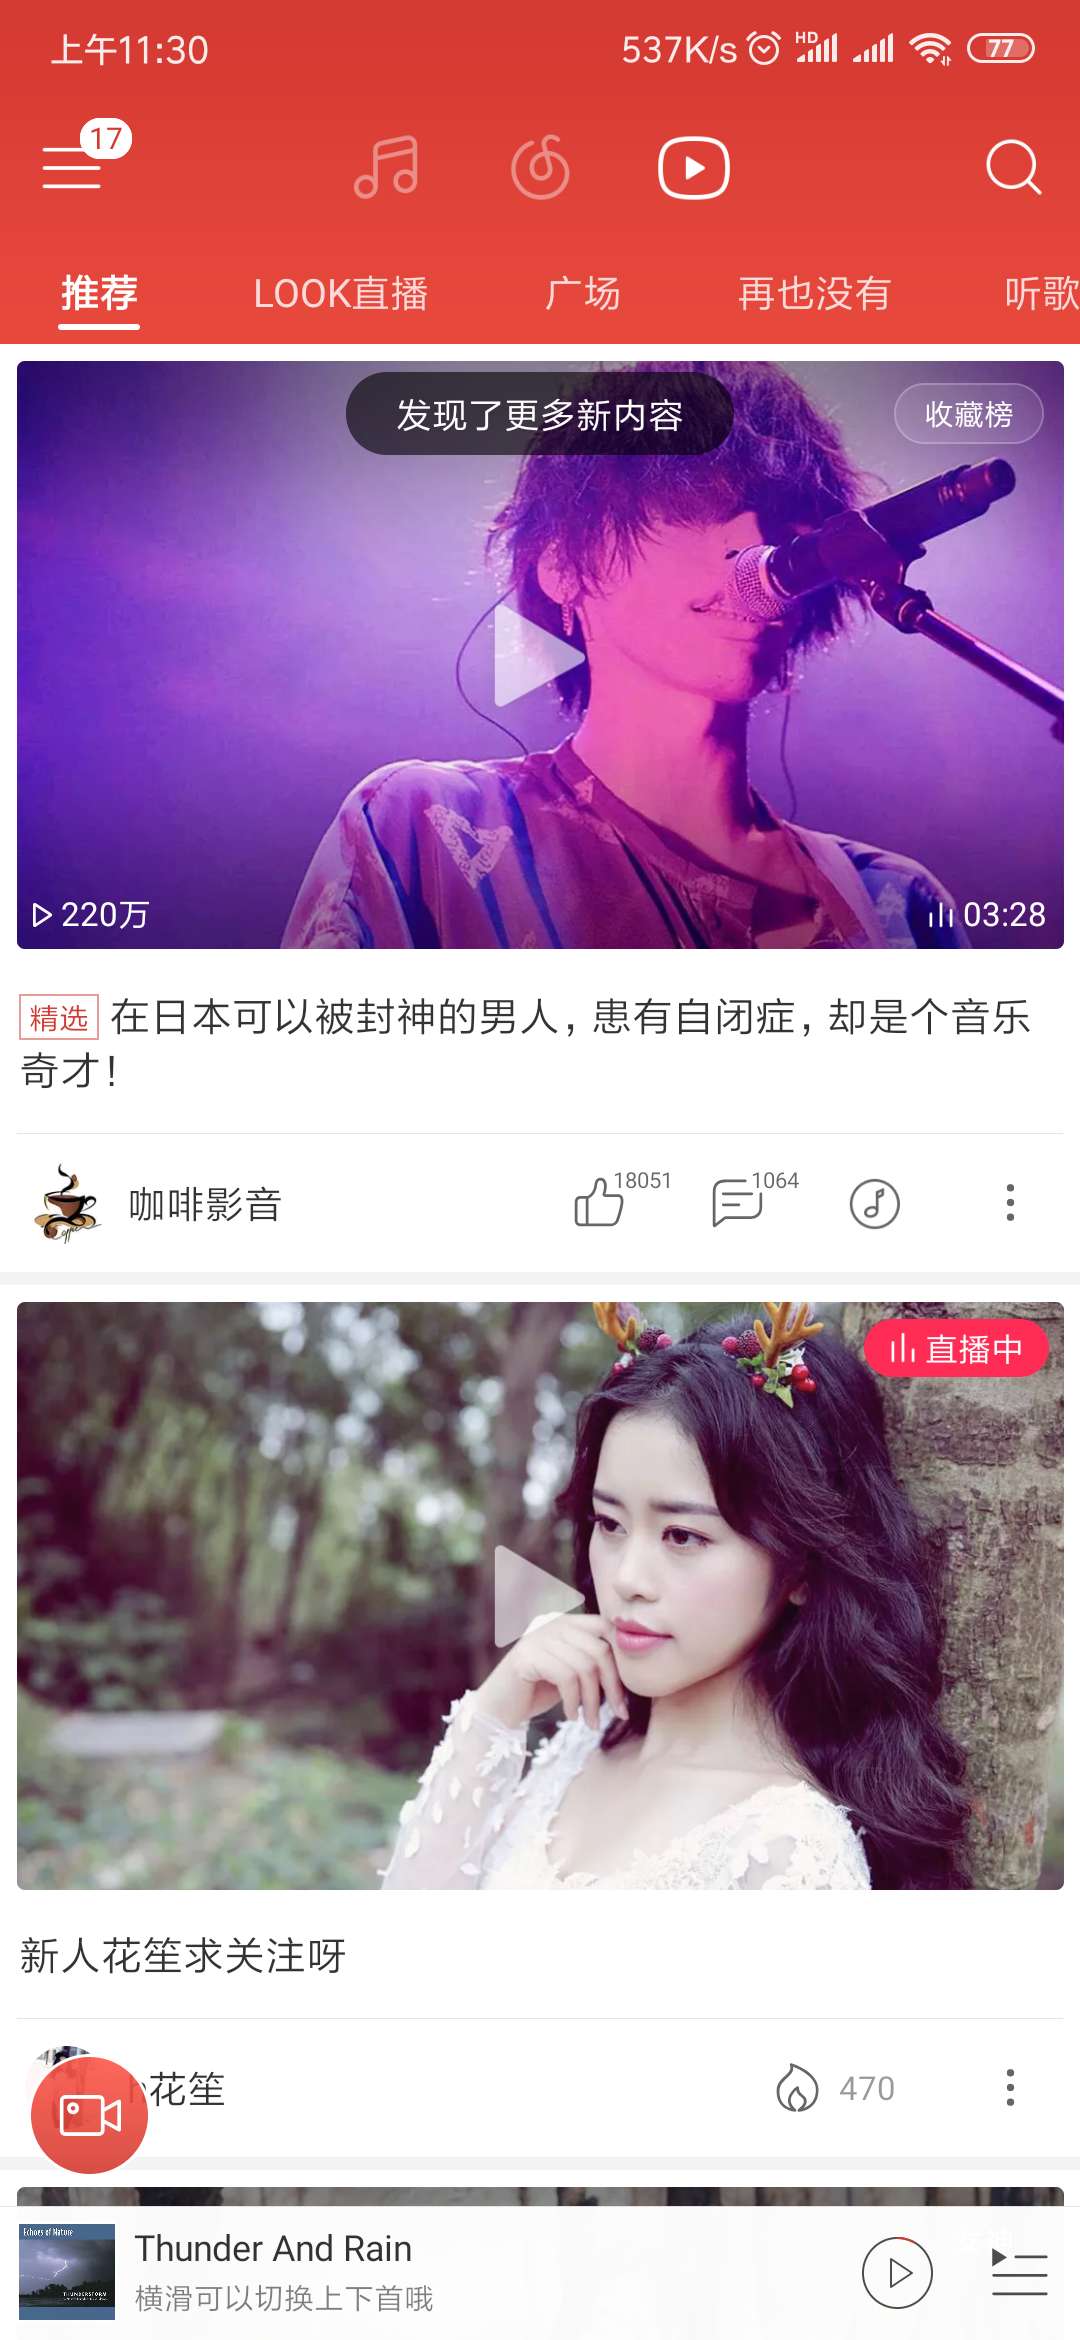 上午11:30
537K/s
HD
77
17
推荐
LOOK直播
广场
再也没有
听歌
发现了更多新内容
收藏榜
220万
03:28
精选 在日本可以被封神的男人，患有自闭症，却是个音乐
奇才！
咖啡影音
18051
1064
直播中
新人花笙求关注呀
花笙
470
Echoes of Nature
THUNDERSTORM
Thunder And Rain
横滑可以切换上下首哦